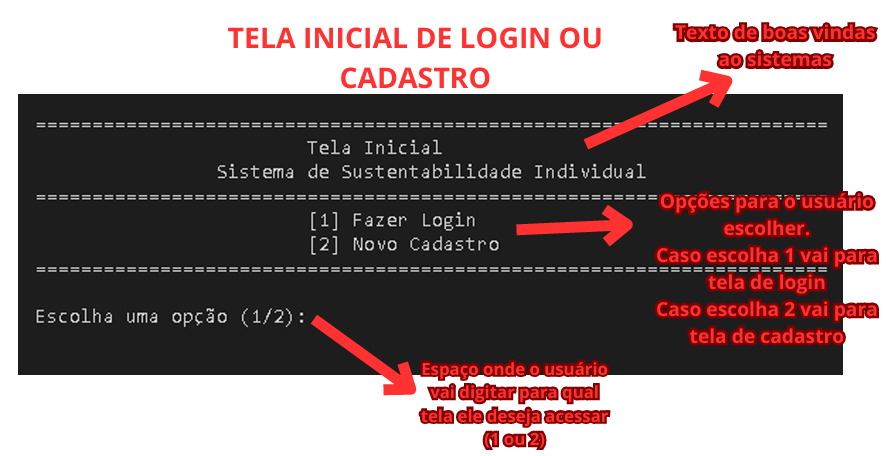 TELA INICIAL DE LOGIN OU
CADASTRO
Texto de boas vindas
ao sistemas
======================================================================
Tela Inicial
Sistema de Sustentabilidade Individual
======================================================================
[1] Fazer Login
[2] Novo Cadastro
======================================================================
Opções para o usuário
escolher.
Caso escolha 1 vai para
tela de login
Caso escolha 2 vai para
tela de cadastro
Escolha uma opção (1/2):
Espaço onde o usuário
vai digitar para qual
tela ele deseja acessar
(1 ou 2)